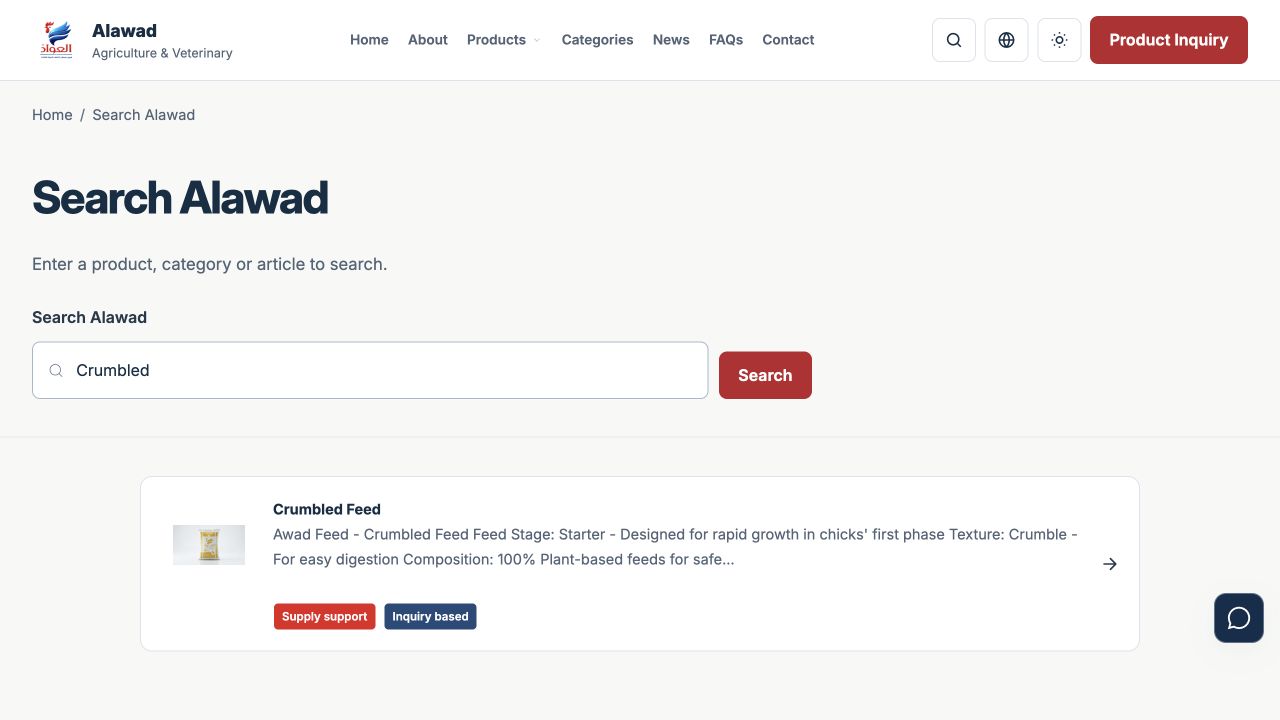 العواد
Alawad
Agriculture & Veterinary
Home
About
Products
Categories
News
FAQs
Contact
Product Inquiry
Home / Search Alawad
Search Alawad
Enter a product, category or article to search.
Search Alawad
Crumbled
Search
Crumbled Feed
Awad Feed - Crumbled Feed Feed Stage: Starter - Designed for rapid growth in chicks' first phase Texture: Crumble -
For easy digestion Composition: 100% Plant-based feeds for safe...
Supply support
Inquiry based